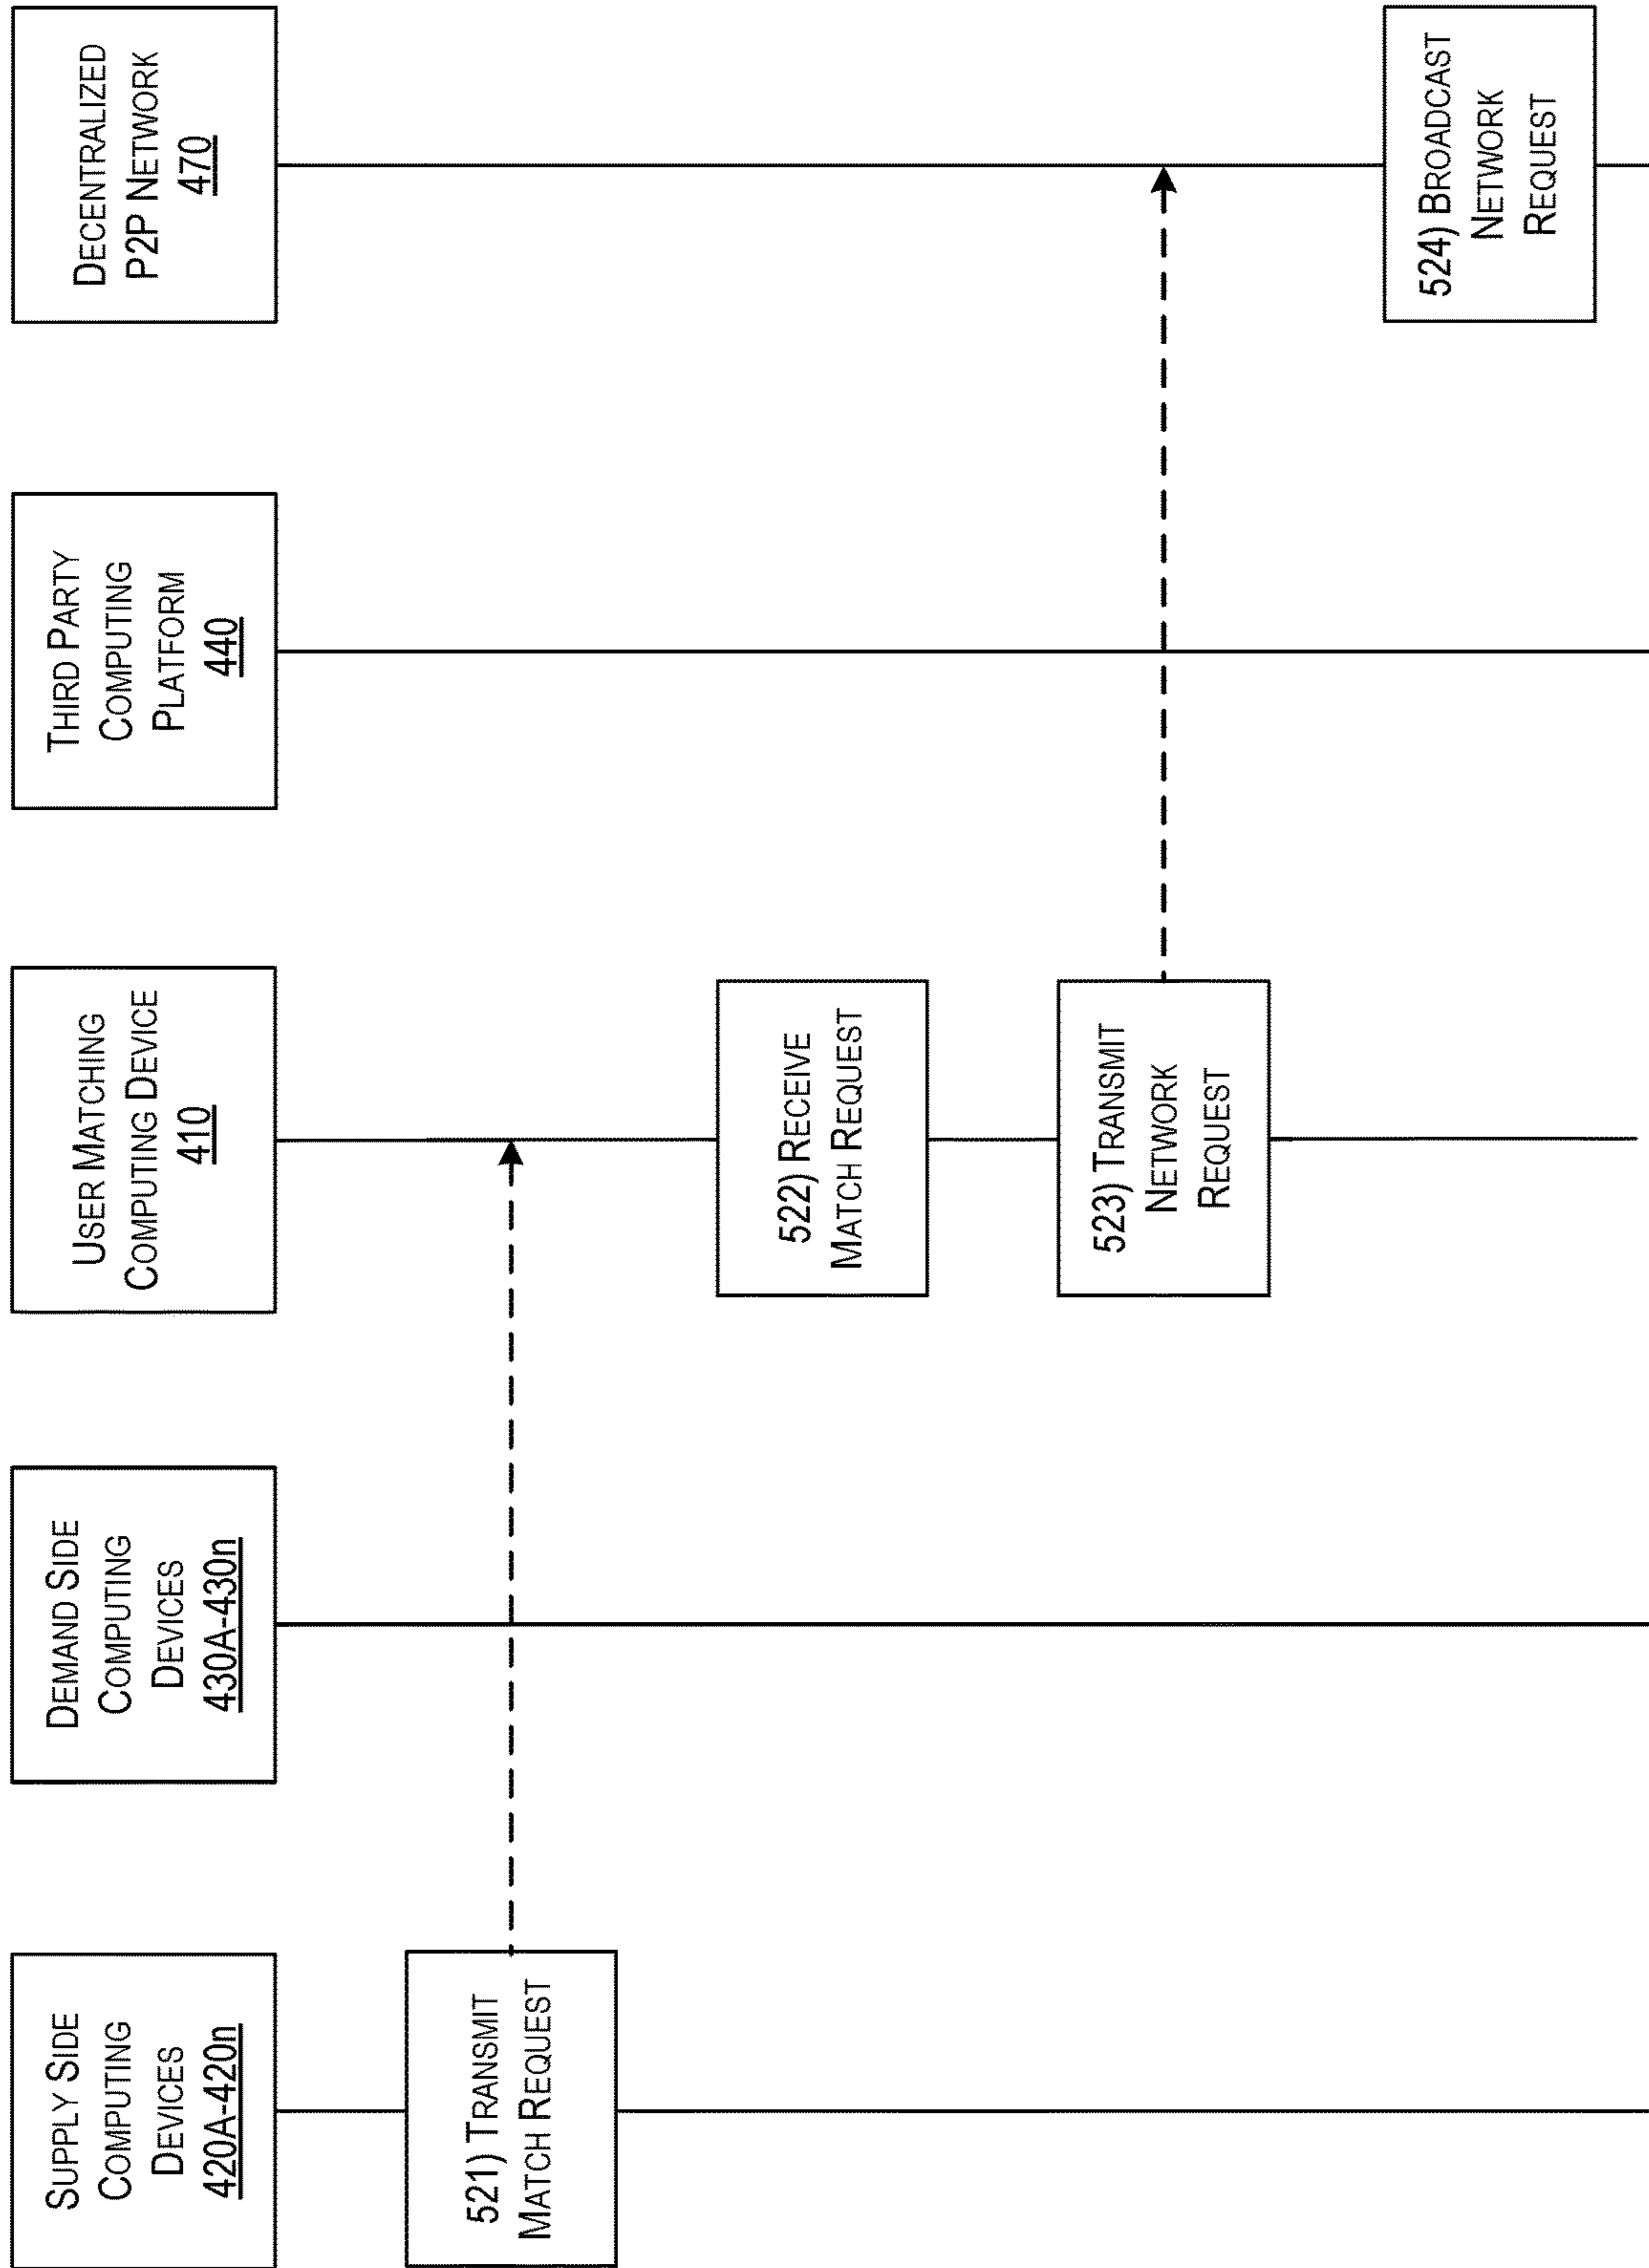 SUPPLY SIDE
COMPUTING
DEVICES
420A-420n
DEMAND SIDE
COMPUTING
DEVICES
430A-430n
USER MATCHING
COMPUTING DEVICE
410
THIRD PARTY
COMPUTING
PLATFORM
440
DECENTRALIZED
P2P NETWORK
470
521) TRANSMIT
MATCH REQUEST
522) RECEIVE
MATCH REQUEST
523) TRANSMIT
NETWORK
REQUEST
524) BROADCAST
NETWORK
REQUEST